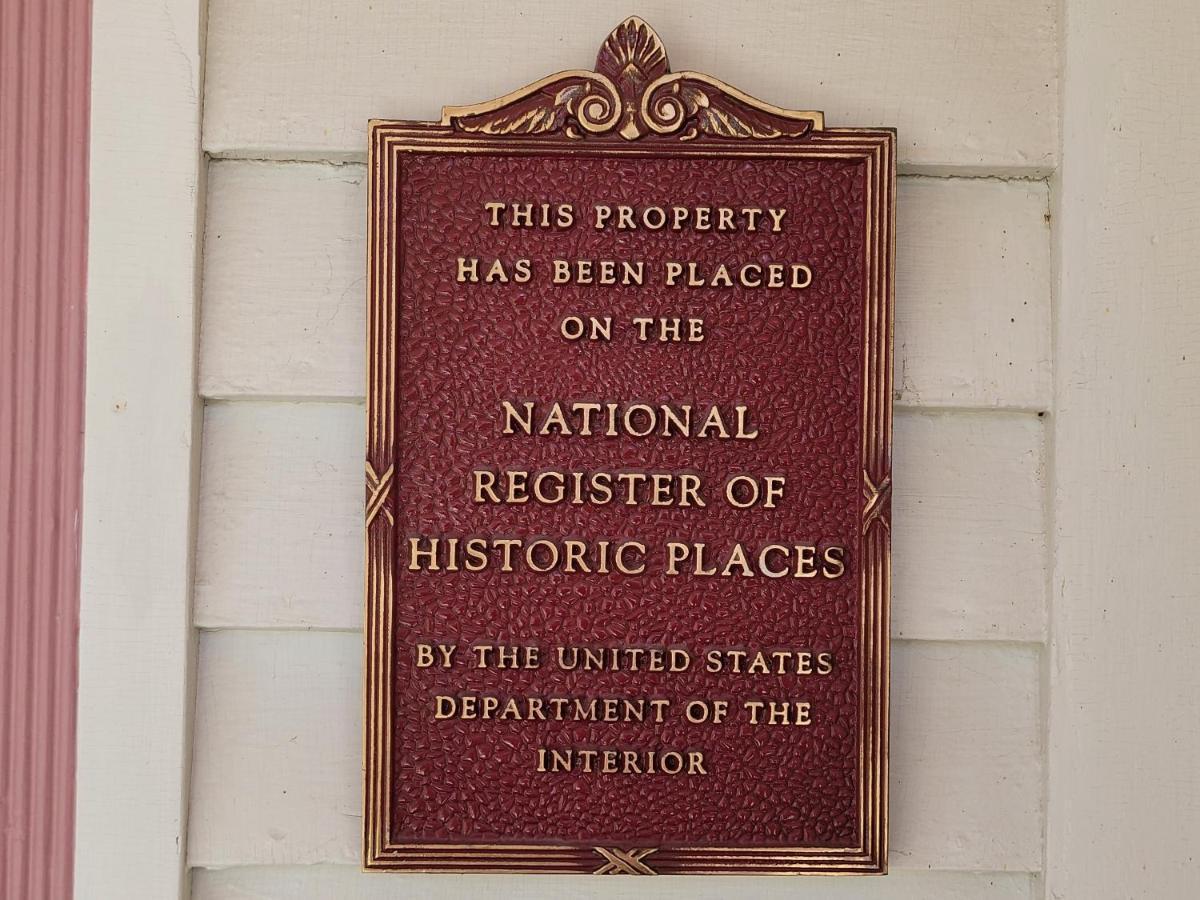 THIS PROPERTY
HAS BEEN PLACED
ON THE
NATIONAL
REGISTER OF
HISTORIC PLACES
BY THE UNITED STATES
DEPARTMENT OF THE
INTERIOR